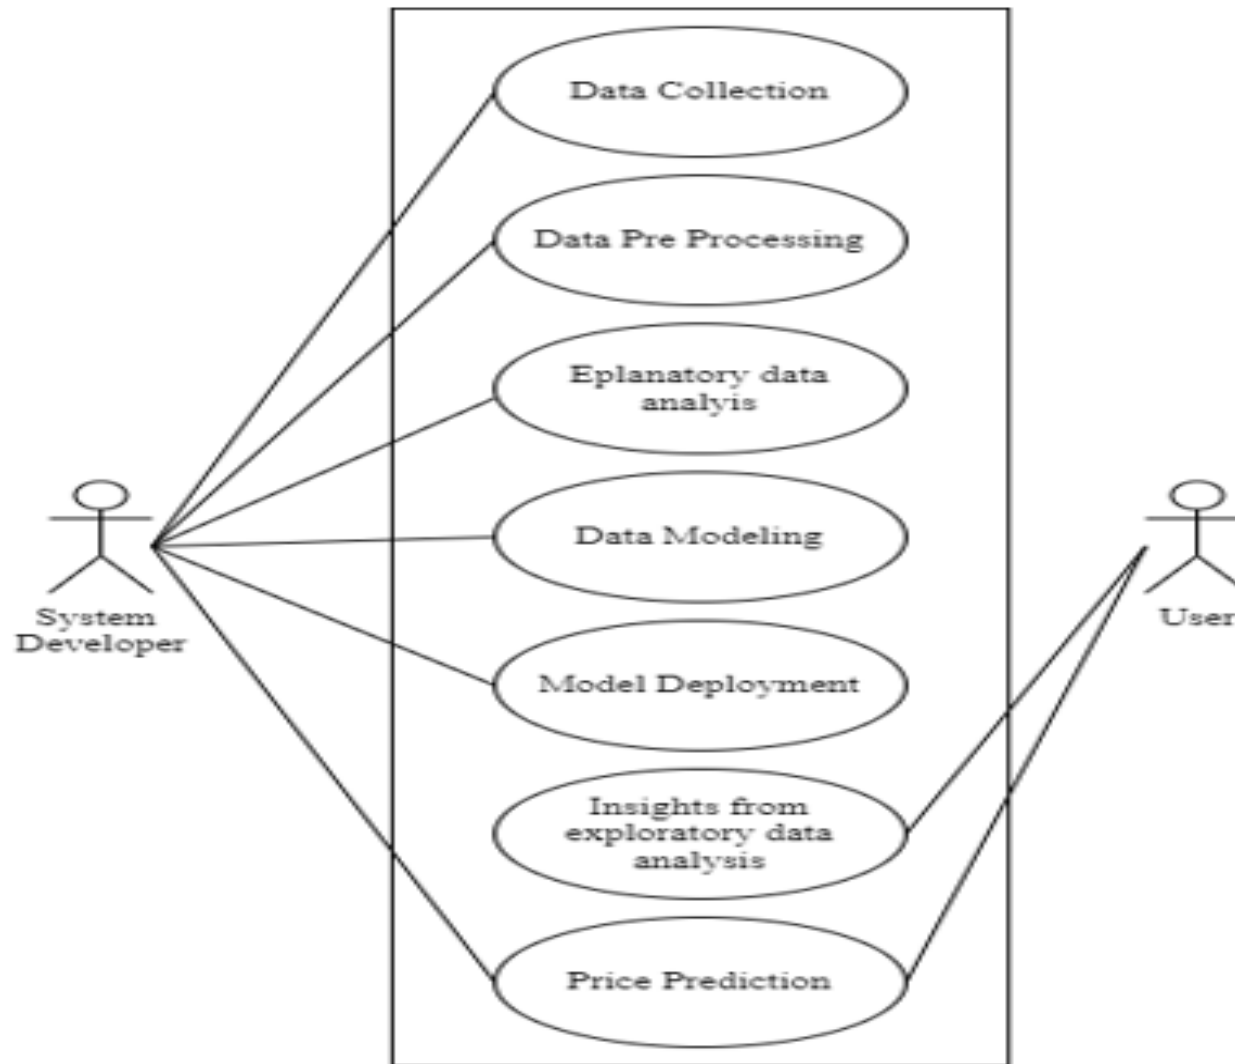 Data Collection
Data Pre Processing
Eplanatory data
analyis
Data Modeling
System
Developer
User
Model Deployment
Insights from
exploratory data
analysis
Price Prediction